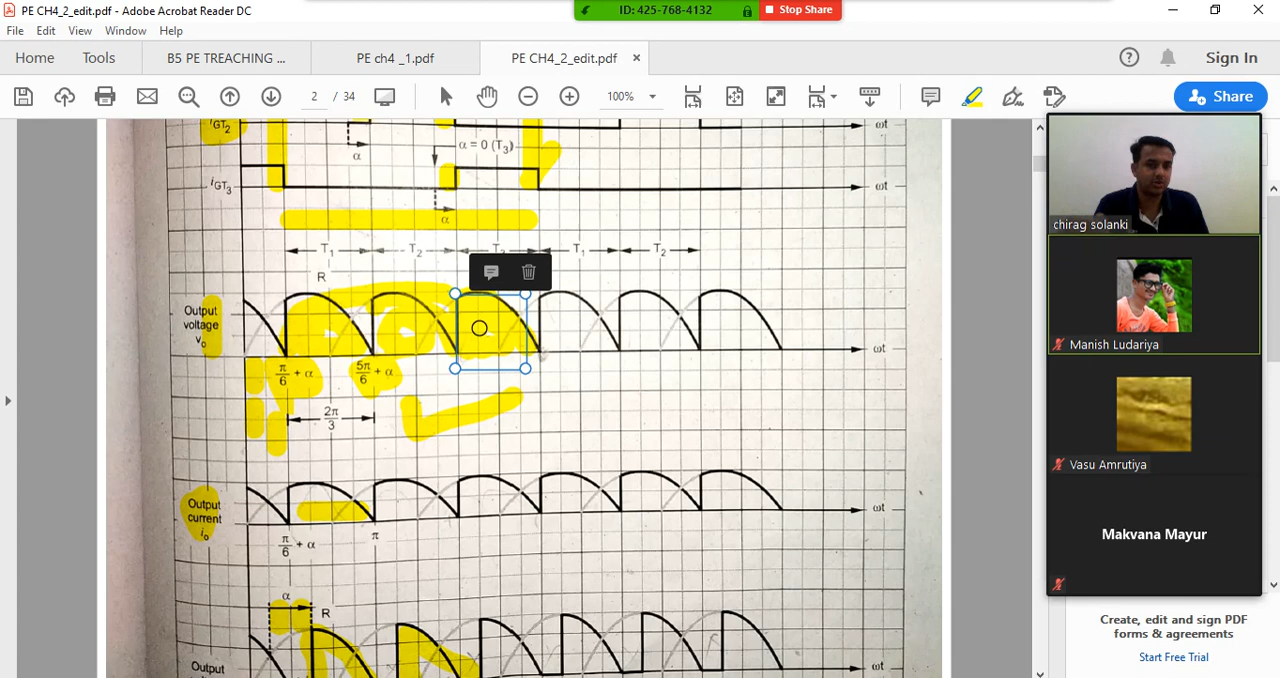 PE CH4_2_edit.pdf - Adobe Acrobat Reader DC
ID: 425-768-4132
Stop Share
File Edit View Window Help
Home Tools B5 PE TREACHING ... PE ch4 _1.pdf PE CH4_2_edit.pdf × Sign In
2 / 34 100% Share
iGT2
ωt
α
α = 0 (T3)
iGT3
ωt
α
T1 T2 T1 T2
R
Output
voltage
vo
ωt
π/6 + α 5π/6 + α
2π/3
Output
current
io
ωt
π/6 + α π
α
R
Output
ωt
chirag solanki
Manish Ludariya
Vasu Amrutiya
Makvana Mayur
Create, edit and sign PDF
forms & agreements
Start Free Trial